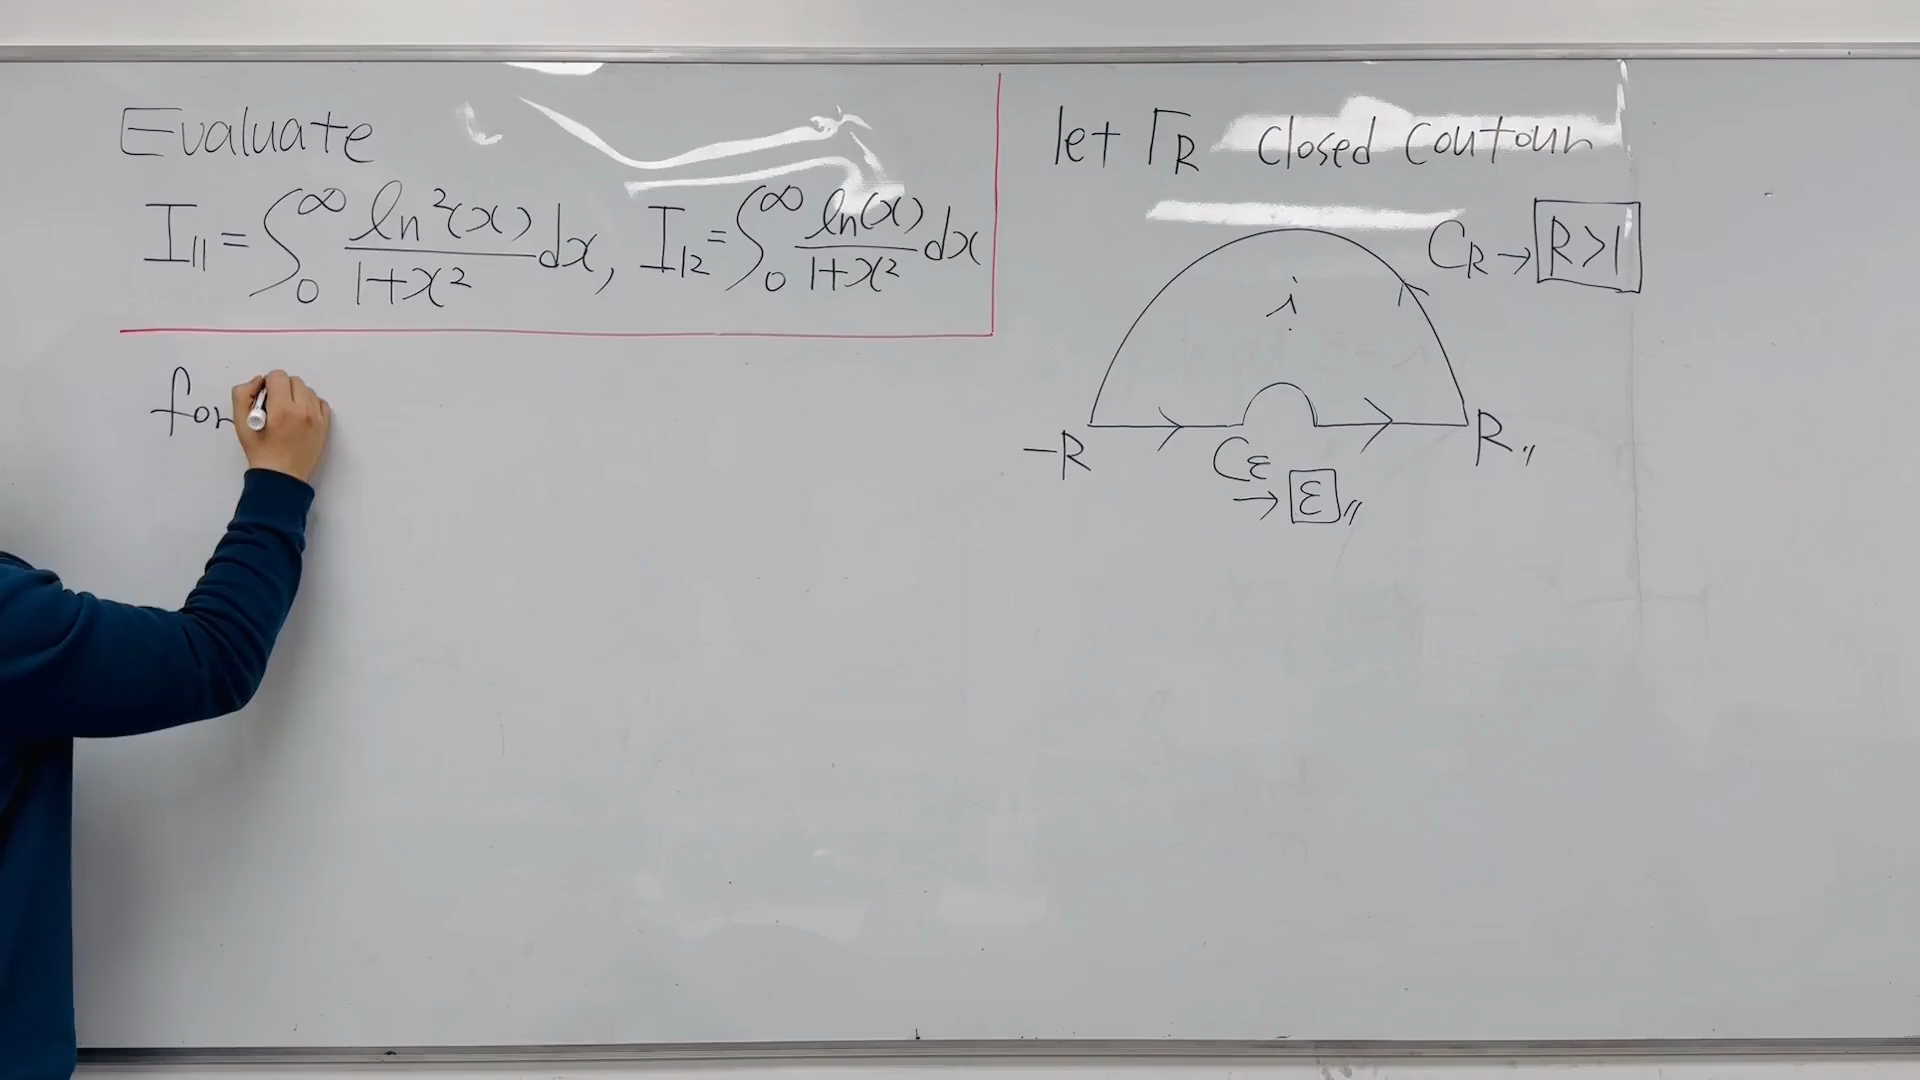 Evaluate
I₁₁ = ∫₀^∞ ln²(x)/(1+x²) dx, I₁₂ = ∫₀^∞ ln(x)/(1+x²) dx
for
let Γ_R closed contour
C_R → R>1
i
-R
R〃
C_ε
→ ε〃